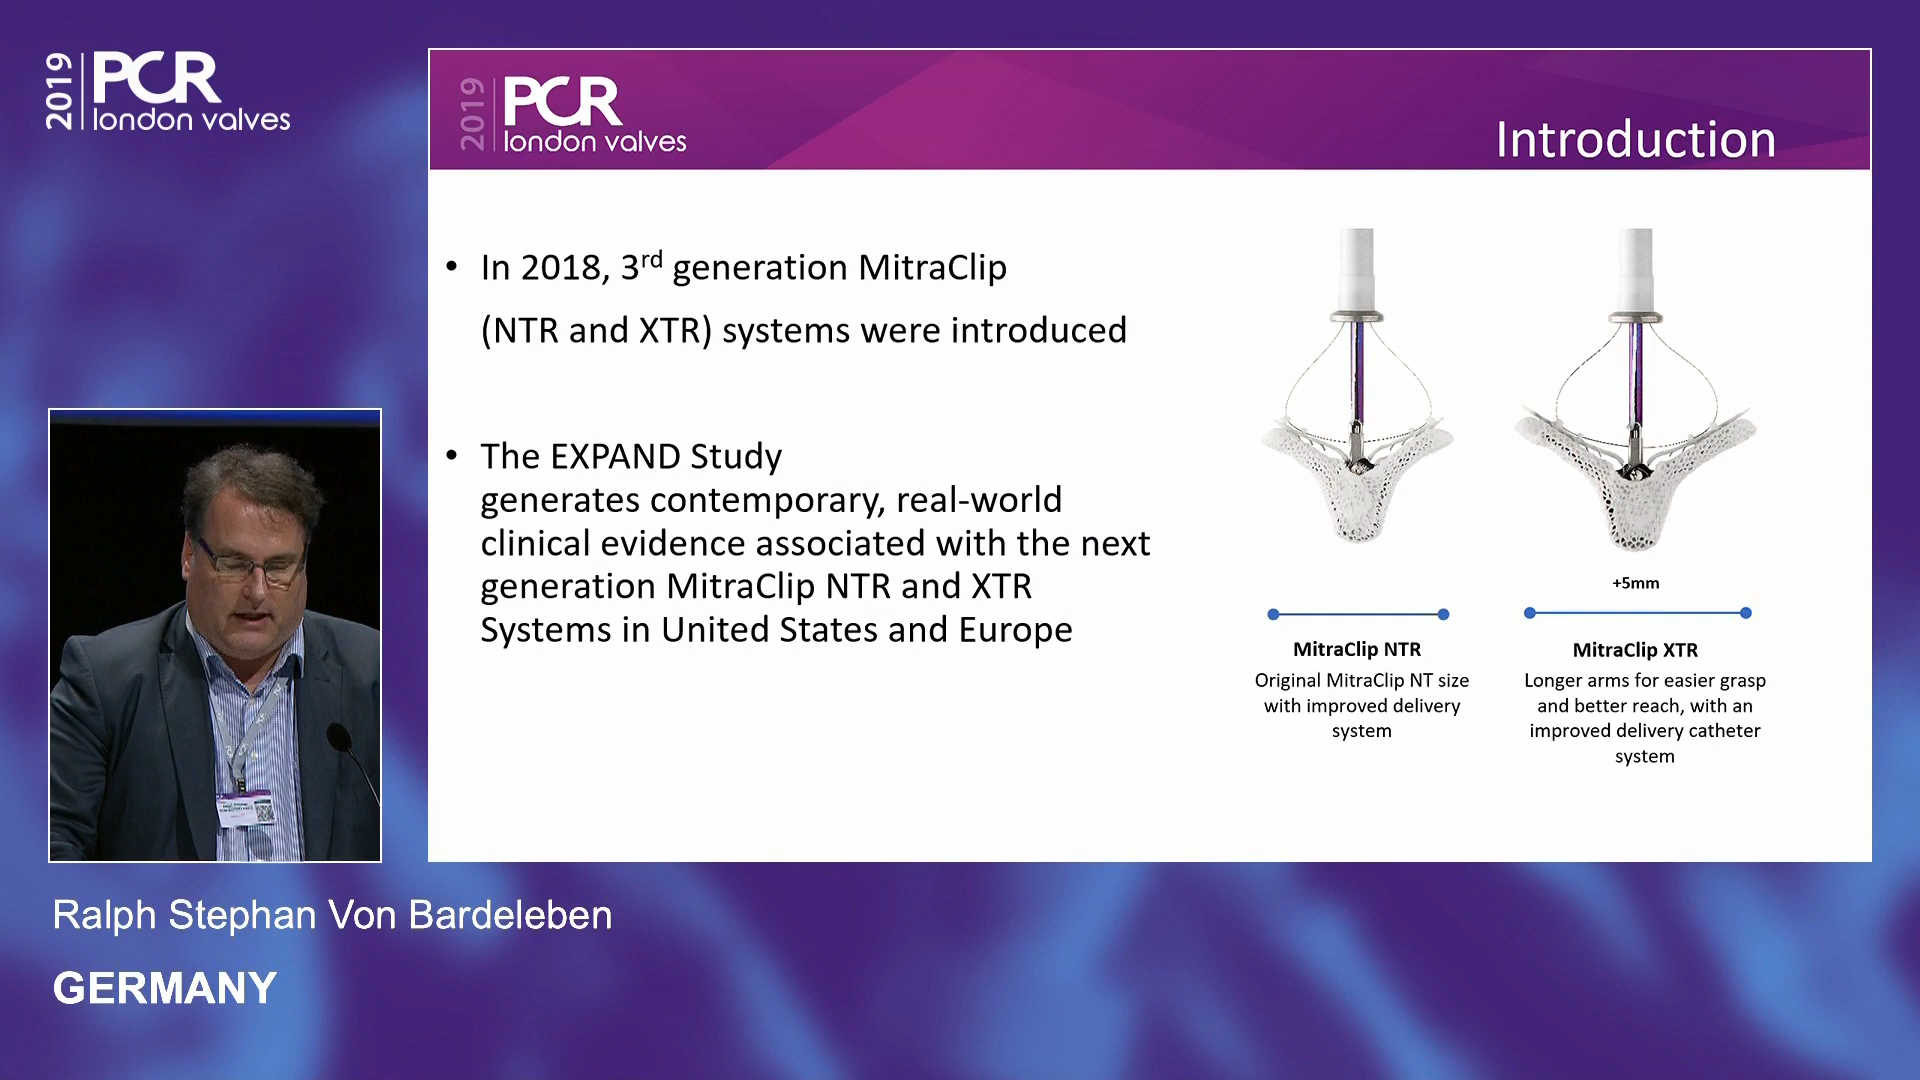 2019 PCR
london valves
2019 PCR
london valves
Introduction
• In 2018, 3rd generation MitraClip
(NTR and XTR) systems were introduced
• The EXPAND Study
generates contemporary, real-world
clinical evidence associated with the next
generation MitraClip NTR and XTR
Systems in United States and Europe
MitraClip NTR
Original MitraClip NT size
with improved delivery
system
+5mm
MitraClip XTR
Longer arms for easier grasp
and better reach, with an
improved delivery catheter
system
Ralph Stephan Von Bardeleben
GERMANY